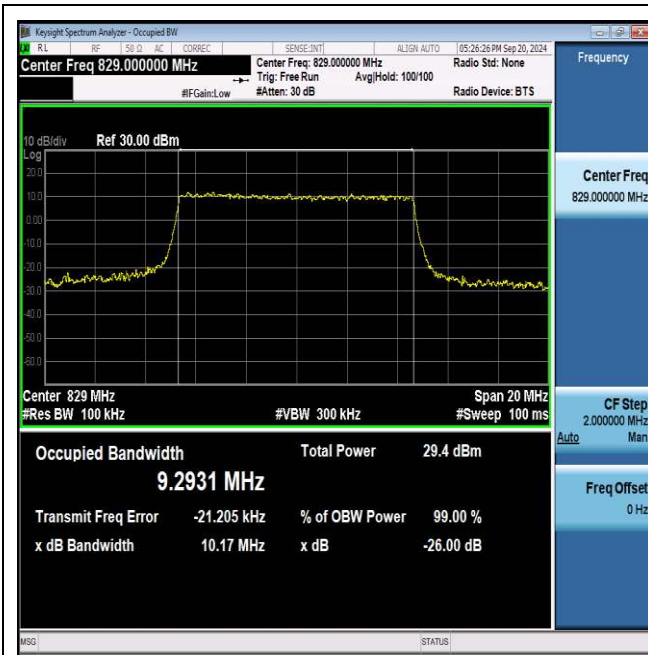 Keysight Spectrum Analyzer - Occupied BW
RL RF 50 Ω AC CORREC SENSE:INT ALIGN AUTO 05:26:26 PM Sep 20, 2024
Center Freq 829.000000 MHz
Center Freq: 829.000000 MHz Radio Std: None
Trig: Free Run Avg|Hold: 100/100
#IFGain:Low #Atten: 30 dB Radio Device: BTS
10 dB/div Ref 30.00 dBm
Log
20.0
10.0
0.00
-10.0
-20.0
-30.0
-40.0
-50.0
-60.0
Center 829 MHz Span 20 MHz
#Res BW 100 kHz #VBW 300 kHz #Sweep 100 ms
Occupied Bandwidth Total Power 29.4 dBm
9.2931 MHz
Transmit Freq Error -21.205 kHz % of OBW Power 99.00 %
x dB Bandwidth 10.17 MHz x dB -26.00 dB
MSG STATUS
Frequency
Center Freq
829.000000 MHz
CF Step
2.000000 MHz
Auto Man
Freq Offset
0 Hz